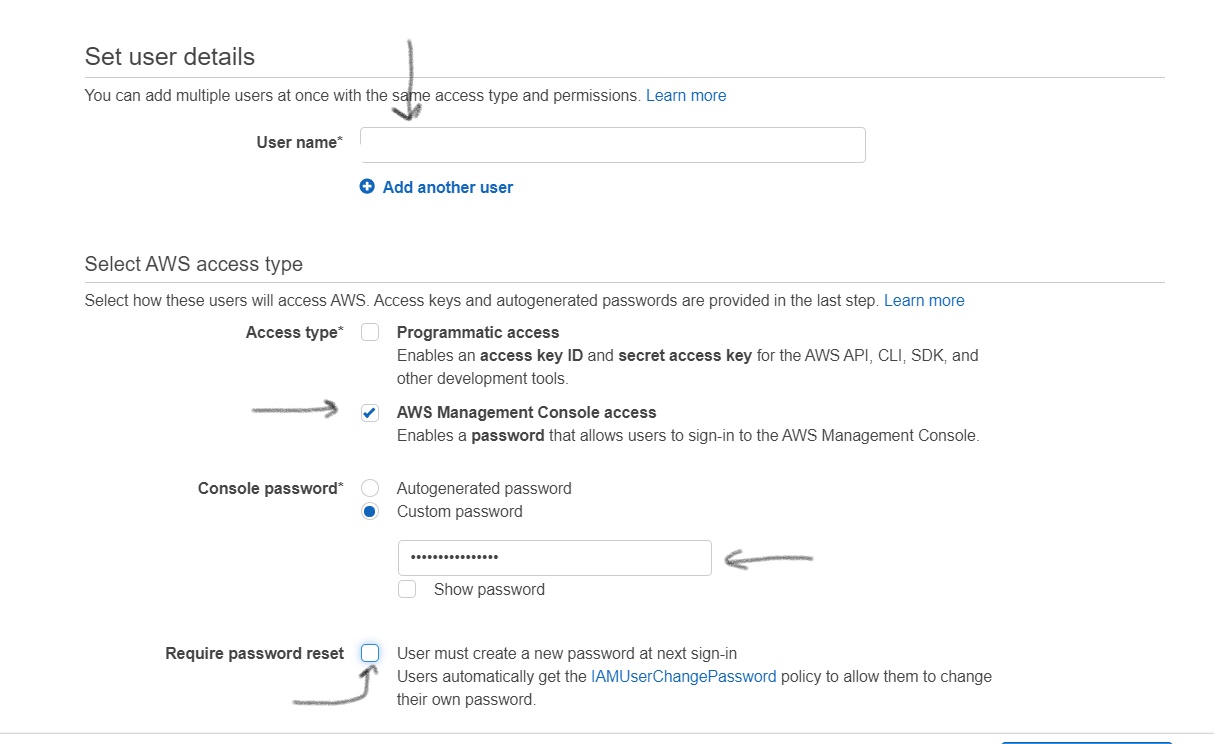 Set user details
You can add multiple users at once with the same access type and permissions. Learn more
User name*
Add another user
Select AWS access type
Select how these users will access AWS. Access keys and autogenerated passwords are provided in the last step. Learn more
Access type* Programmatic access
Enables an access key ID and secret access key for the AWS API, CLI, SDK, and
other development tools.
AWS Management Console access
Enables a password that allows users to sign-in to the AWS Management Console.
Console password* Autogenerated password
Custom password
••••••••••••••••
Show password
Require password reset User must create a new password at next sign-in
Users automatically get the IAMUserChangePassword policy to allow them to change
their own password.